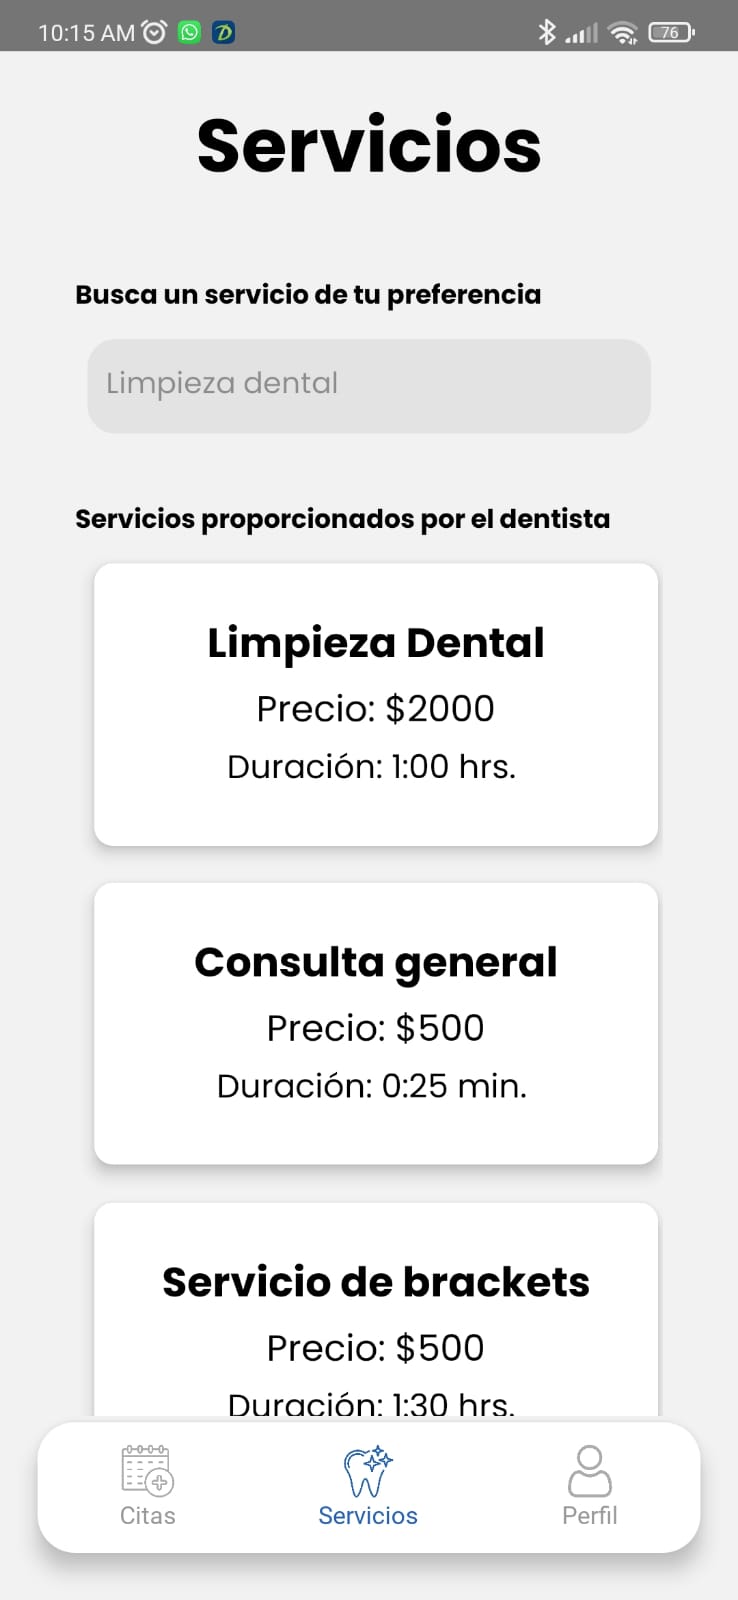 10:15 AM
76
Servicios
Busca un servicio de tu preferencia
Limpieza dental
Servicios proporcionados por el dentista
Limpieza Dental
Precio: $2000
Duración: 1:00 hrs.
Consulta general
Precio: $500
Duración: 0:25 min.
Servicio de brackets
Precio: $500
Duración: 1:30 hrs.
Citas
Servicios
Perfil